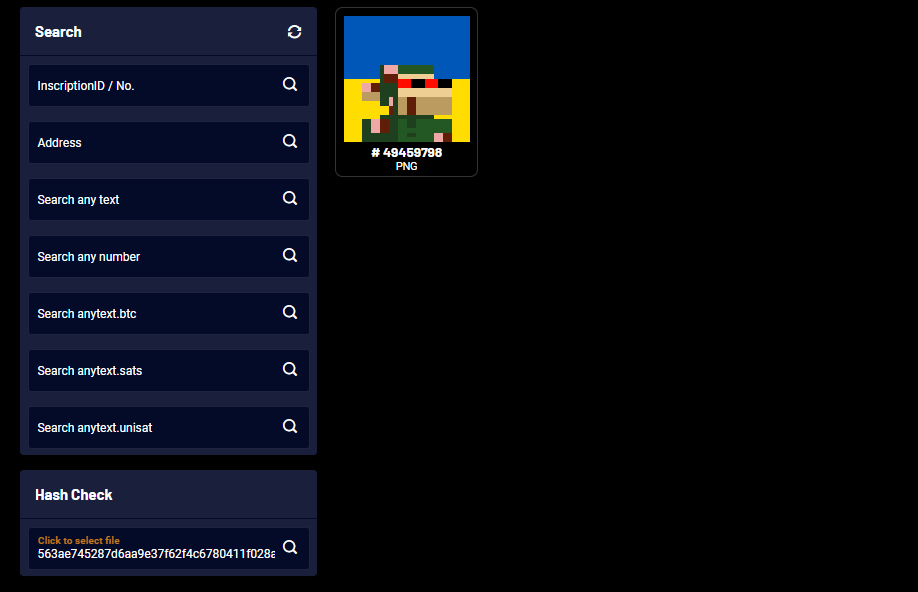 Search
InscriptionID / No.
Address
Search any text
Search any number
Search anytext.btc
Search anytext.sats
Search anytext.unisat
Hash Check
Click to select file
563ae745287d6aa9e37f62f4c6780411f028a
# 49459798
PNG